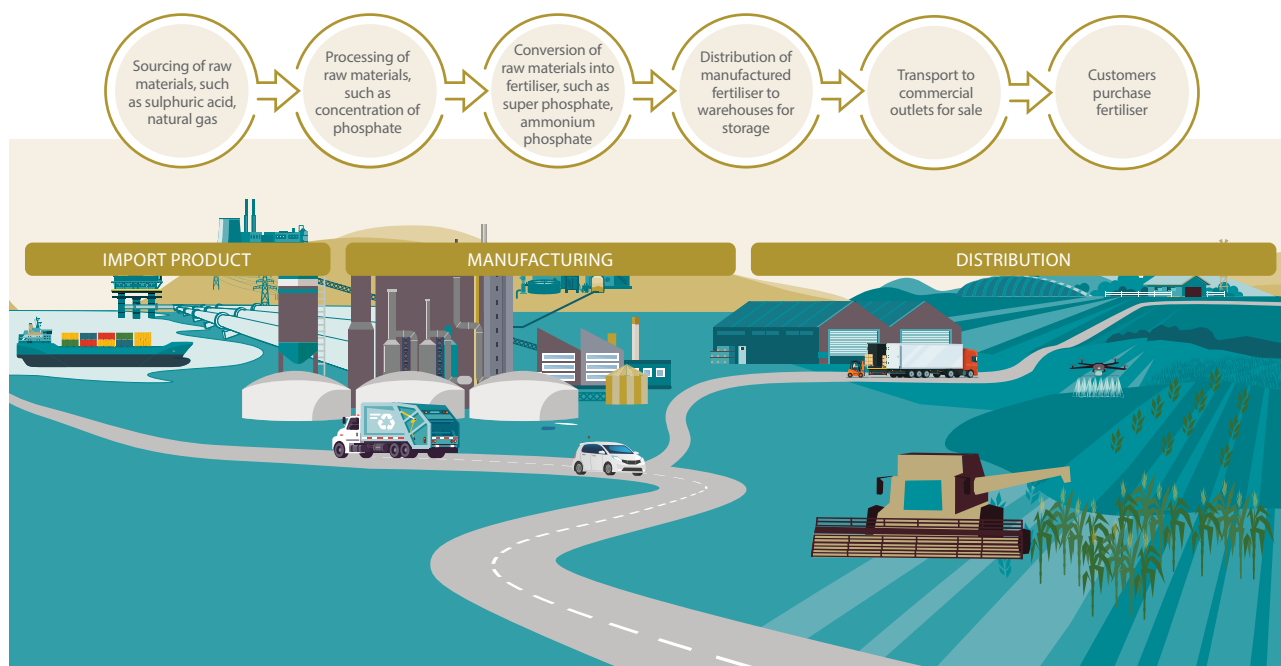 Sourcing of raw
materials, such
as sulphuric acid,
natural gas
Processing of
raw materials,
such as
concentration of
phosphate
Conversion of
raw materials into
fertiliser, such as
super phosphate,
ammonium
phosphate
Distribution of
manufactured
fertiliser to
warehouses for
storage
Transport to
commercial
outlets for sale
Customers
purchase
fertiliser
IMPORT PRODUCT
MANUFACTURING
DISTRIBUTION